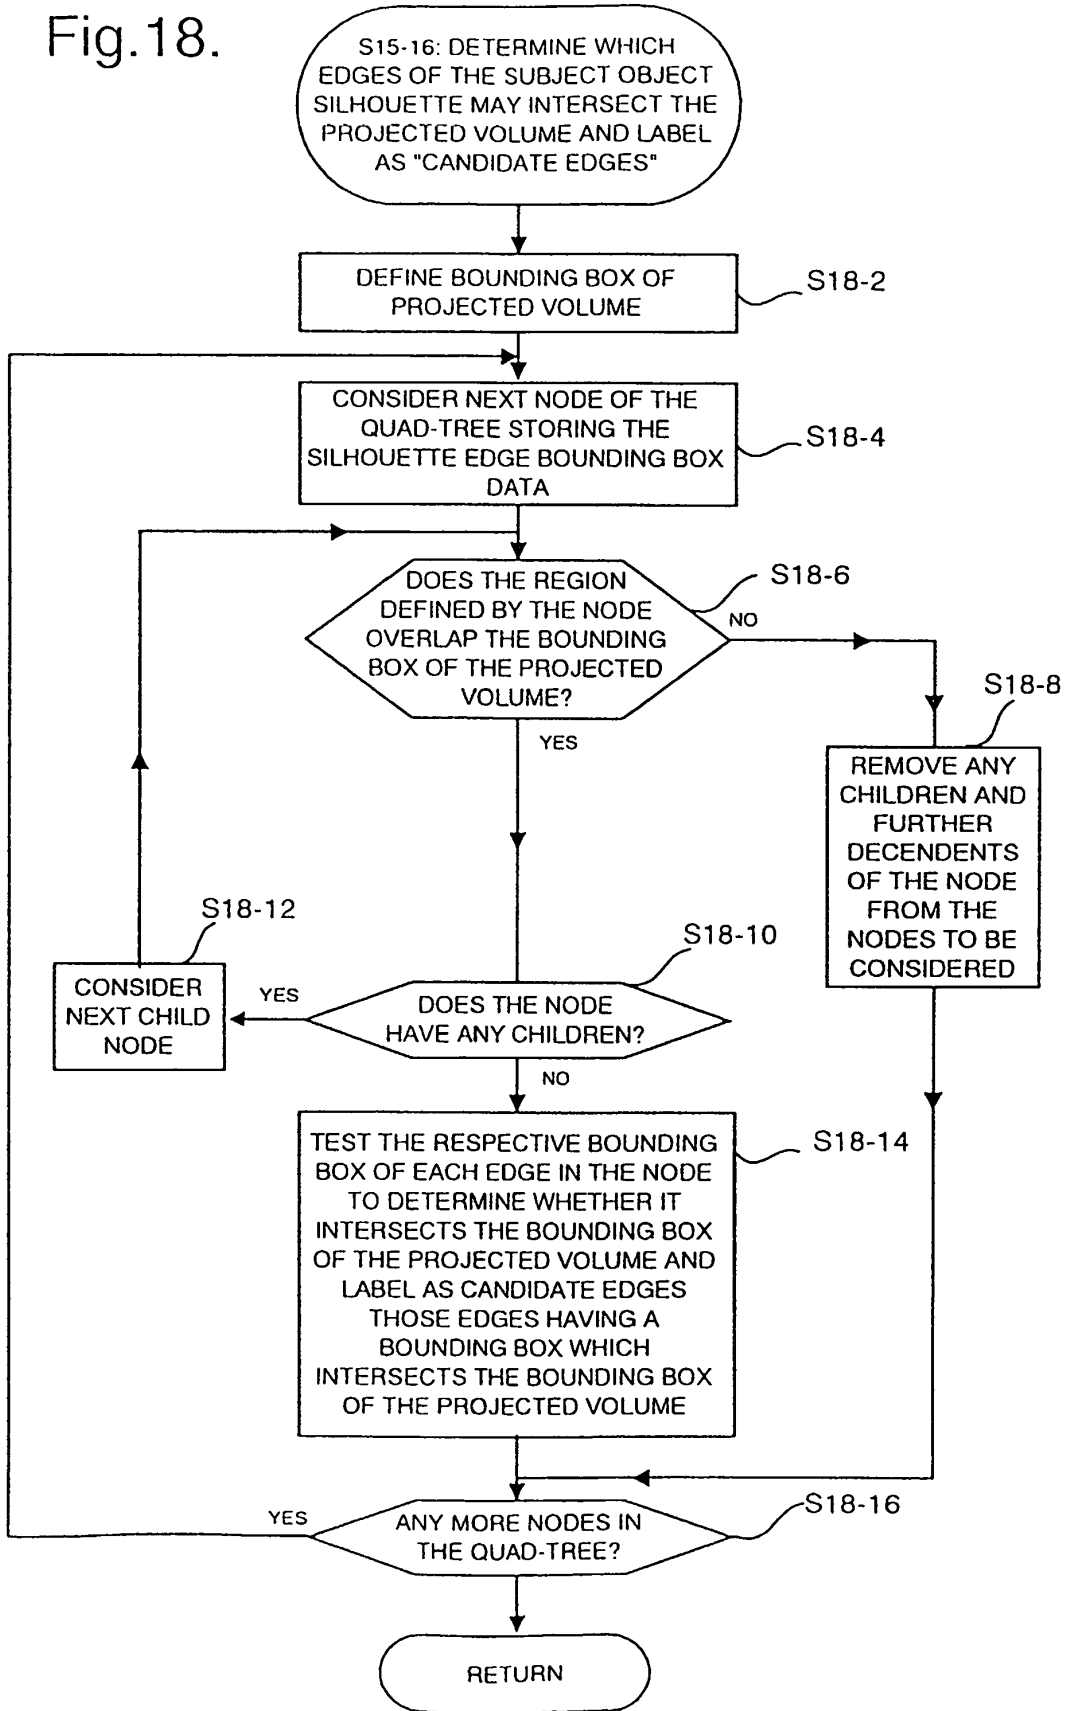 Fig.18.
S15-16: DETERMINE WHICH
EDGES OF THE SUBJECT OBJECT
SILHOUETTE MAY INTERSECT THE
PROJECTED VOLUME AND LABEL
AS "CANDIDATE EDGES"
DEFINE BOUNDING BOX OF
PROJECTED VOLUME
S18-2
CONSIDER NEXT NODE OF THE
QUAD-TREE STORING THE
SILHOUETTE EDGE BOUNDING BOX
DATA
S18-4
DOES THE REGION
DEFINED BY THE NODE
OVERLAP THE BOUNDING
BOX OF THE PROJECTED
VOLUME?
S18-6
NO
YES
S18-8
REMOVE ANY
CHILDREN AND
FURTHER
DECENDENTS
OF THE NODE
FROM THE
NODES TO BE
CONSIDERED
S18-12
CONSIDER
NEXT CHILD
NODE
YES
S18-10
DOES THE NODE
HAVE ANY CHILDREN?
NO
TEST THE RESPECTIVE BOUNDING
BOX OF EACH EDGE IN THE NODE
TO DETERMINE WHETHER IT
INTERSECTS THE BOUNDING BOX
OF THE PROJECTED VOLUME AND
LABEL AS CANDIDATE EDGES
THOSE EDGES HAVING A
BOUNDING BOX WHICH
INTERSECTS THE BOUNDING BOX
OF THE PROJECTED VOLUME
S18-14
YES
ANY MORE NODES IN
THE QUAD-TREE?
S18-16
RETURN